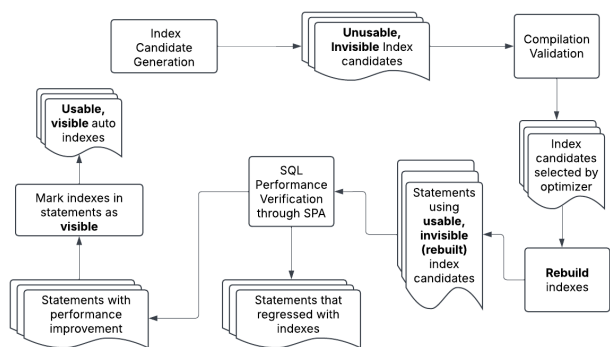 Index
Candidate
Generation
Unusable,
Invisible Index
candidates
Compilation
Validation
Usable,
visible auto
indexes
Index
candidates
selected by
optimizer
SQL
Performance
Verification
through SPA
Statements
using
usable,
invisible
(rebuilt)
index
candidates
Mark indexes in
statements as
visible
Rebuild
indexes
Statements with
performance
improvement
Statements that
regressed with
indexes